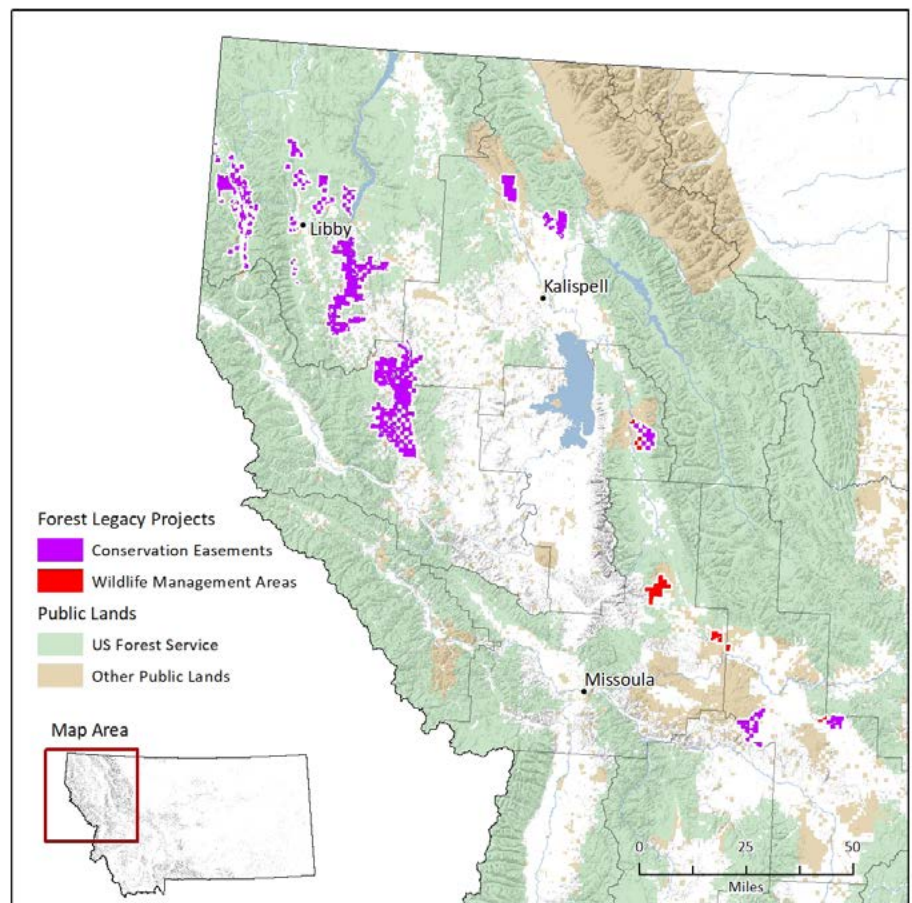 Libby
Kalispell
Forest Legacy Projects
Conservation Easements
Wildlife Management Areas
Public Lands
US Forest Service
Other Public Lands
Missoula
Map Area
0 25 50
Miles